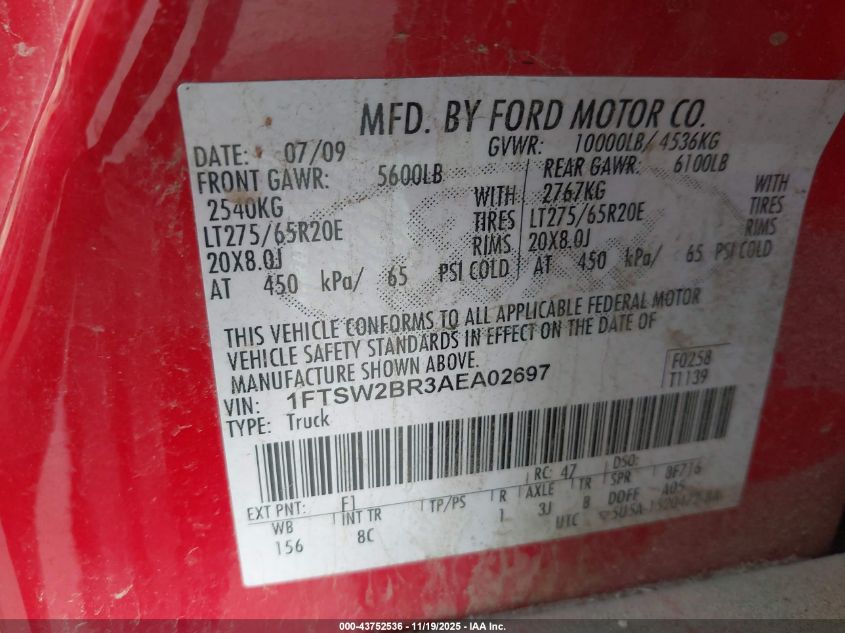 MFD. BY FORD MOTOR CO.
DATE: 07/09 GVWR: 10000LB/ 4536KG
FRONT GAWR: 5600LB REAR GAWR: 6100LB
2540KG WITH 2767KG WITH
LT275/65R20E TIRES LT275/65R20E TIRES
20X8.0J RIMS 20X8.0J RIMS
AT 450 kPa/ 65 PSI COLD AT 450 kPa/ 65 PSI COLD
THIS VEHICLE CONFORMS TO ALL APPLICABLE FEDERAL MOTOR
VEHICLE SAFETY STANDARDS IN EFFECT ON THE DATE OF
MANUFACTURE SHOWN ABOVE.
F0258
VIN: 1FTSW2BR3AEA02697 T1139
TYPE: Truck
RC: 47 DSO:
EXT PNT: F1 TP/PS R AXLE TR SPR 8F716
WB INT TR 1 3J 8 DOFF A05
156 8C UTC
000-43752536 - 11/19/2025 - IAA Inc.